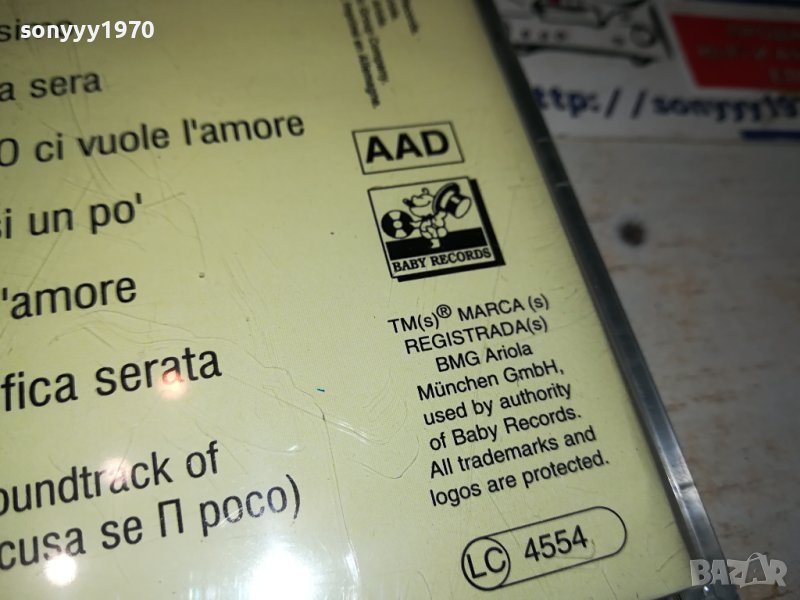 sonyyy1970
a sera
O ci vuole l'amore
si un po'
'amore
fica serata
oundtrack of
cusa se Π poco)
AAD
BABY RECORDS
TM(s)® MARCA (s)
REGISTRADA(s)
BMG Ariola
München GmbH,
used by authority
of Baby Records.
All trademarks and
logos are protected.
LC 4554
BAZAR